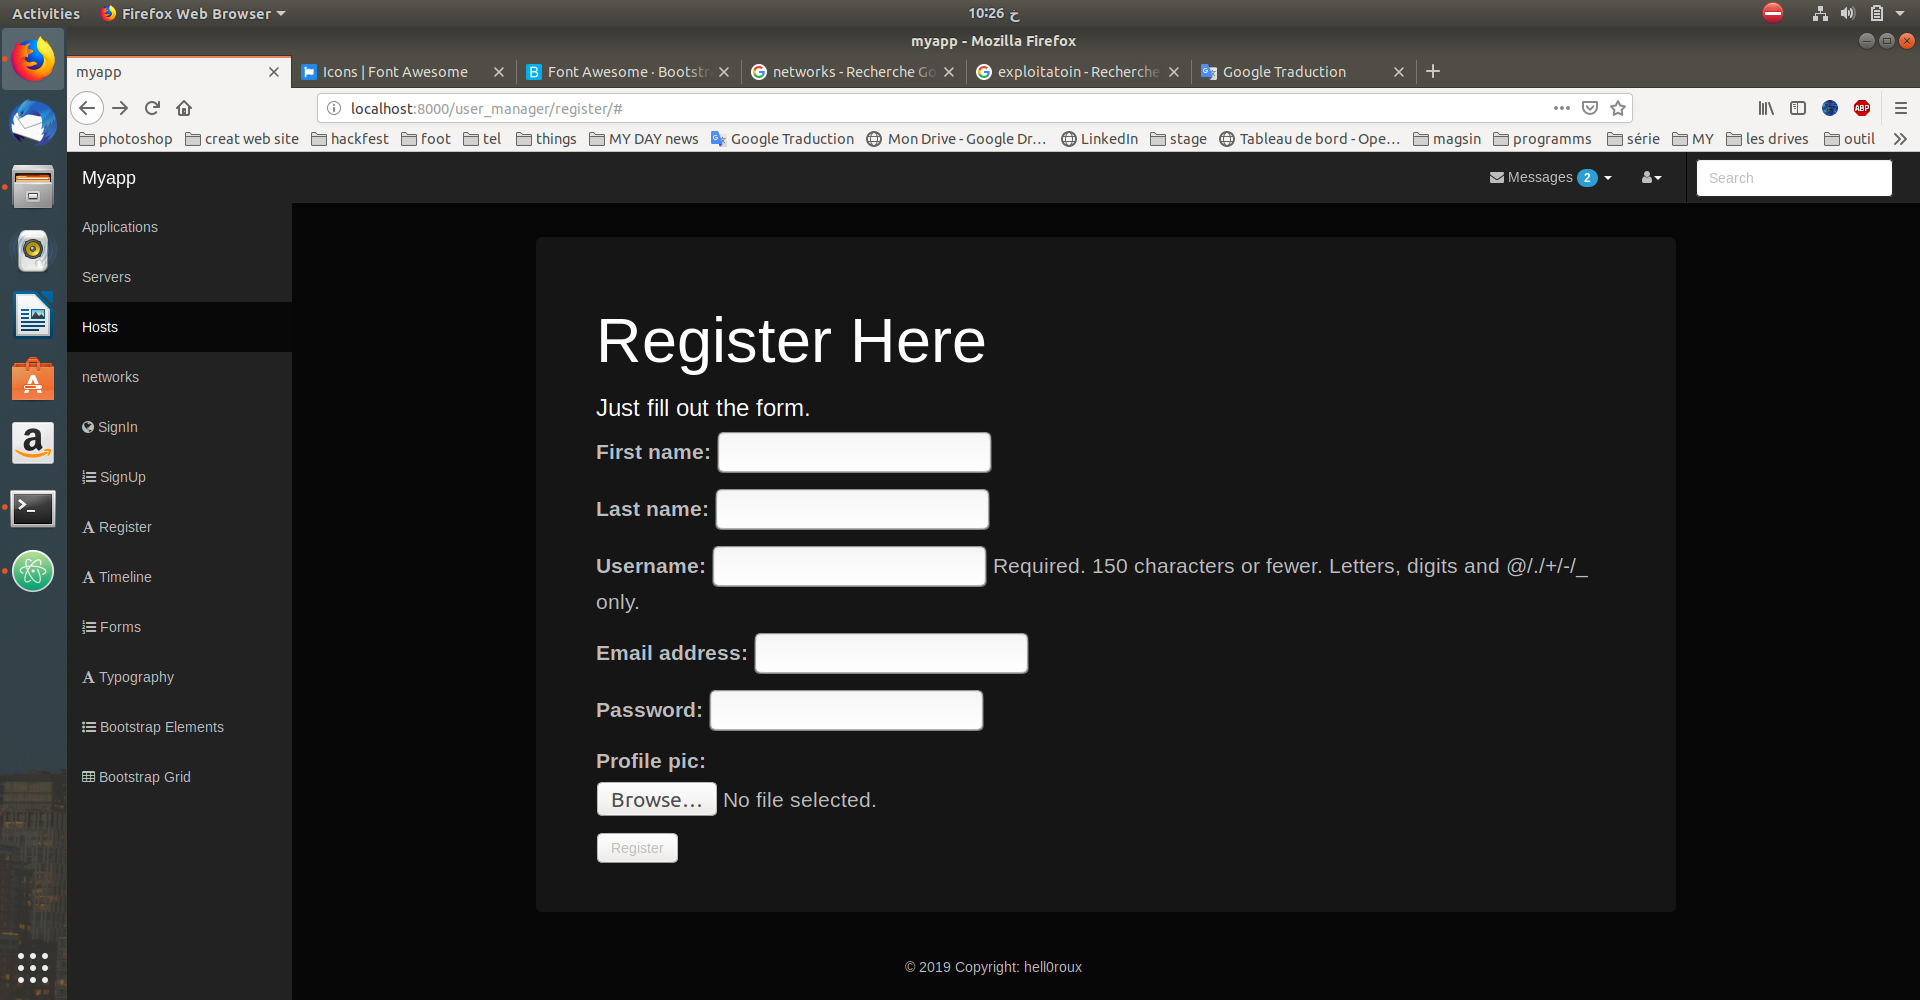 Activities
Firefox Web Browser
10:26 خ
myapp - Mozilla Firefox
myapp
Icons | Font Awesome
Font Awesome · Bootstr
networks - Recherche Go
exploitatoin - Recherche
Google Traduction
localhost:8000/user_manager/register/#
ABP
photoshop
creat web site
hackfest
foot
tel
things
MY DAY news
Google Traduction
Mon Drive - Google Dr…
LinkedIn
stage
Tableau de bord - Ope…
magsin
programms
série
MY
les drives
outil
Myapp
Messages 2
Search
Applications
Servers
Hosts
networks
SignIn
SignUp
Register
Timeline
Forms
Typography
Bootstrap Elements
Bootstrap Grid
Register Here
Just fill out the form.
First name:
Last name:
Username: Required. 150 characters or fewer. Letters, digits and @/./+/-/_
only.
Email address:
Password:
Profile pic:
Browse… No file selected.
Register
© 2019 Copyright: hell0roux